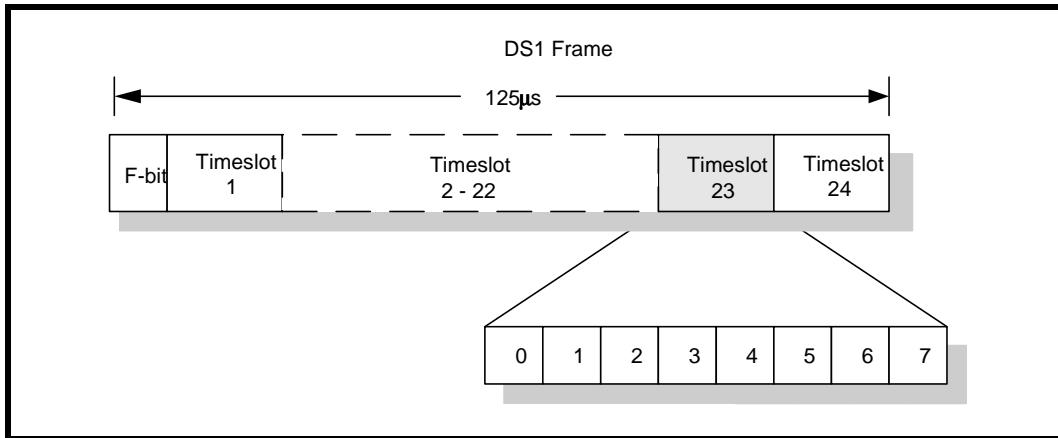 DS1 Frame
125μs
F-bit
Timeslot
1
Timeslot
2 - 22
Timeslot
23
Timeslot
24
0 1 2 3 4 5 6 7